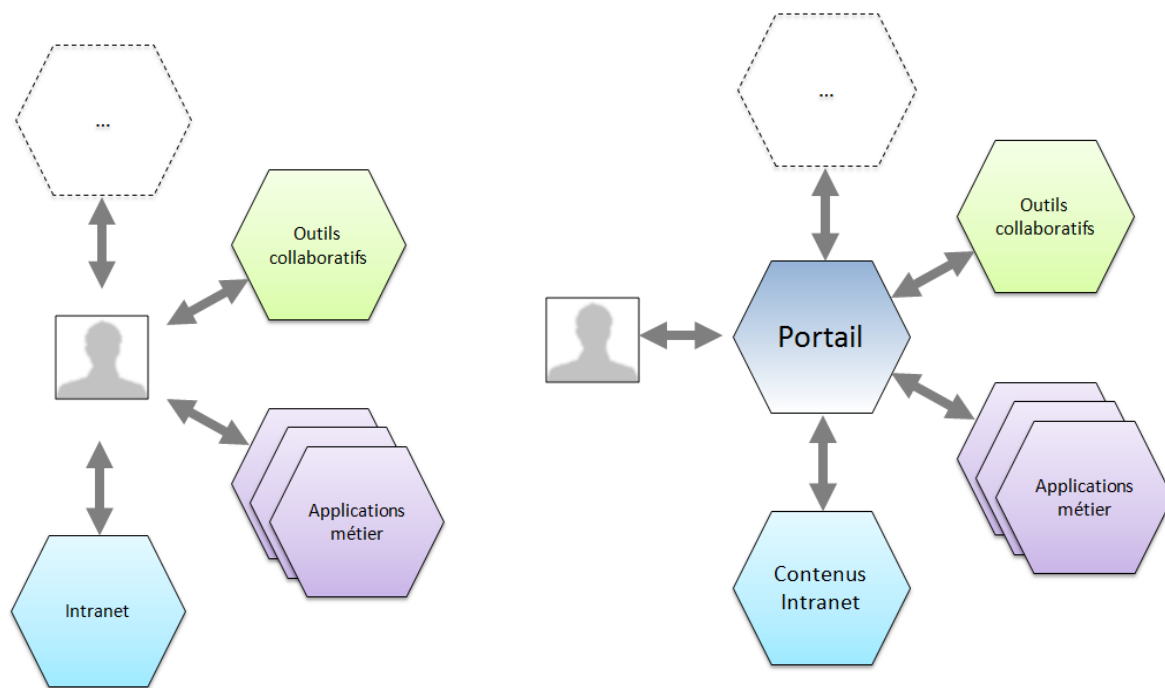 ...
Outils
collaboratifs
Applications
métier
Intranet
...
Outils
collaboratifs
Portail
Applications
métier
Contenus
Intranet